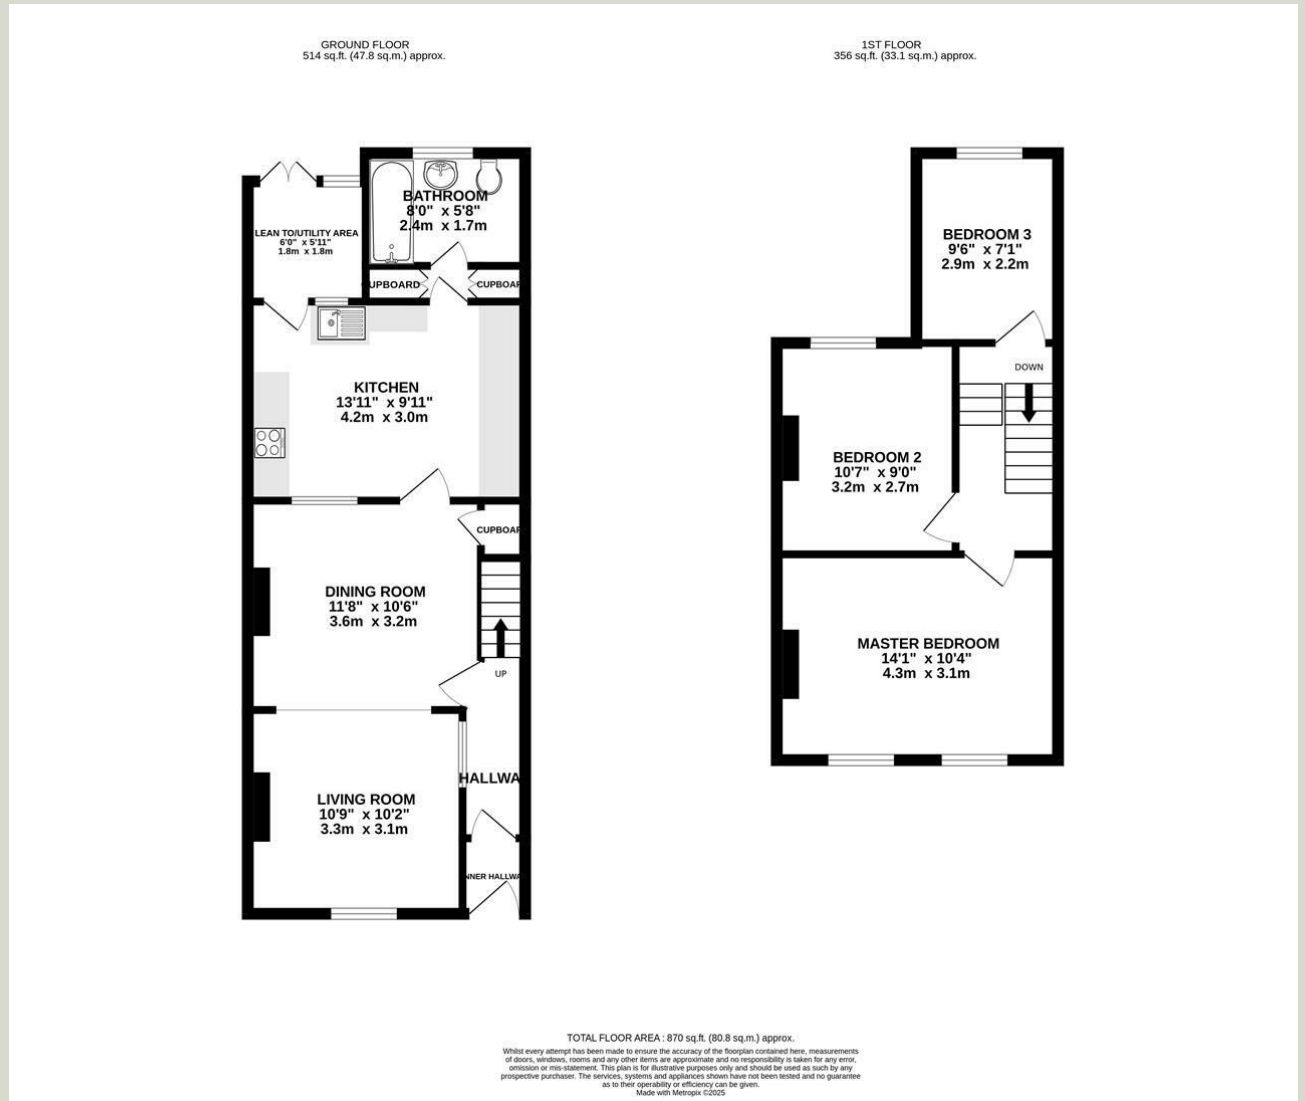 GROUND FLOOR
514 sq.ft. (47.8 sq.m.) approx.
1ST FLOOR
356 sq.ft. (33.1 sq.m.) approx.
BATHROOM
8'0" x 5'8"
2.4m x 1.7m
LEAN TO/UTILITY AREA
6'0" x 5'11"
1.8m x 1.8m
UPBOARD
CUPBOAR
KITCHEN
13'11" x 9'11"
4.2m x 3.0m
CUPBOAR
DINING ROOM
11'8" x 10'6"
3.6m x 3.2m
UP
HALLWA
LIVING ROOM
10'9" x 10'2"
3.3m x 3.1m
NNER HALLWA
BEDROOM 3
9'6" x 7'1"
2.9m x 2.2m
DOWN
BEDROOM 2
10'7" x 9'0"
3.2m x 2.7m
MASTER BEDROOM
14'1" x 10'4"
4.3m x 3.1m
TOTAL FLOOR AREA : 870 sq.ft. (80.8 sq.m.) approx.
Whilst every attempt has been made to ensure the accuracy of the floorplan contained here, measurements
of doors, windows, rooms and any other items are approximate and no responsibility is taken for any error,
omission or mis-statement. This plan is for illustrative purposes only and should be used as such by any
prospective purchaser. The services, systems and appliances shown have not been tested and no guarantee
as to their operability or efficiency can be given.
Made with Metropix ©2025